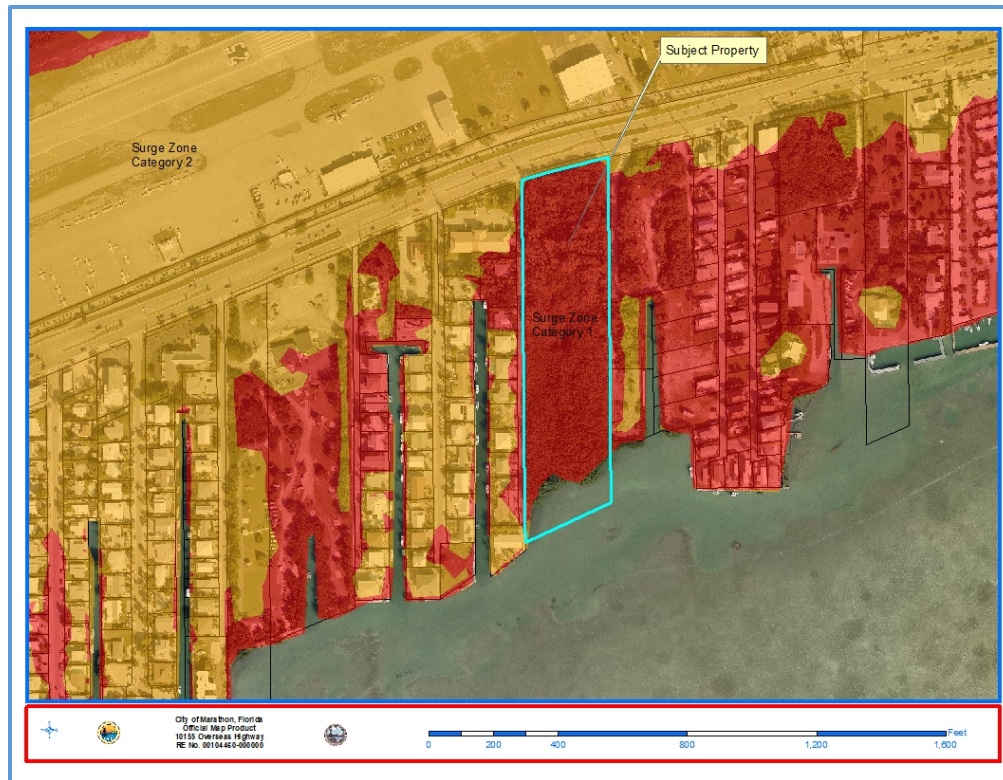 Subject Property
Surge Zone
Category 2
Surge Zone
Category 1
City of Marathon, Florida
Official Map Product
10155 Overseas Highway
RE No. 00104460-000000
Feet
0 200 400 800 1,200 1,600